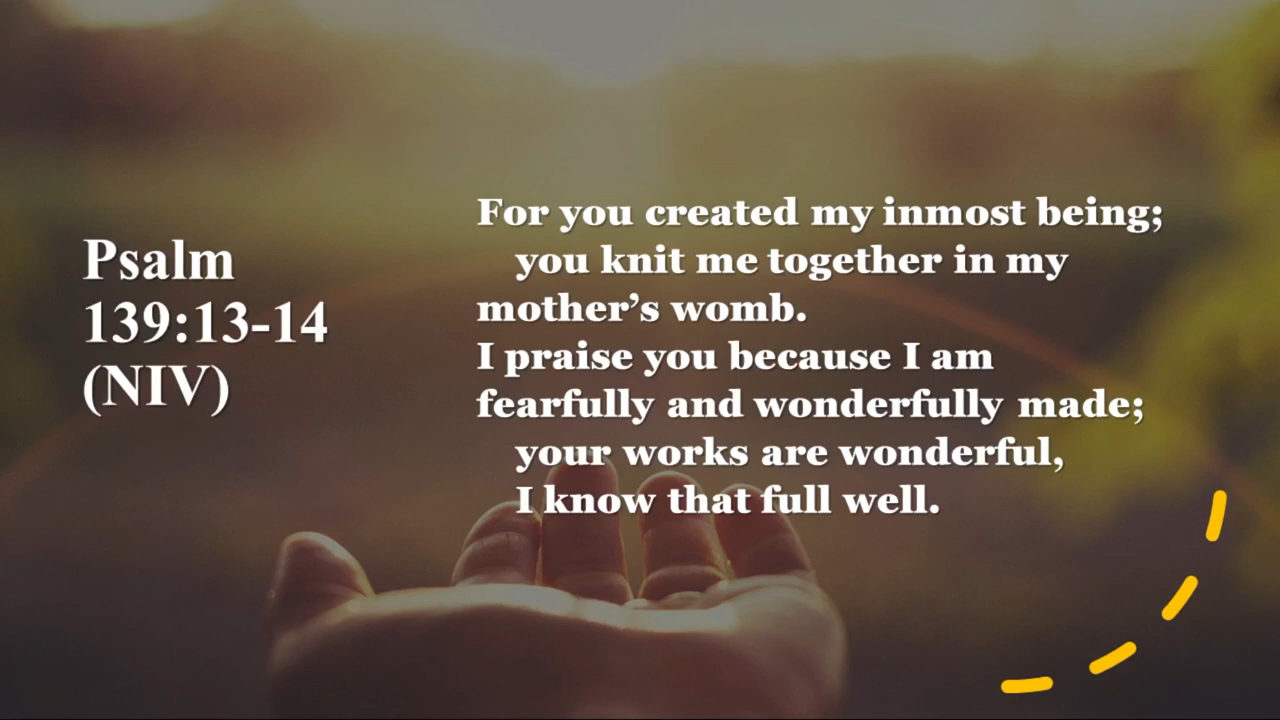 Psalm
139:13-14
(NIV)
For you created my inmost being;
you knit me together in my
mother’s womb.
I praise you because I am
fearfully and wonderfully made;
your works are wonderful,
I know that full well.